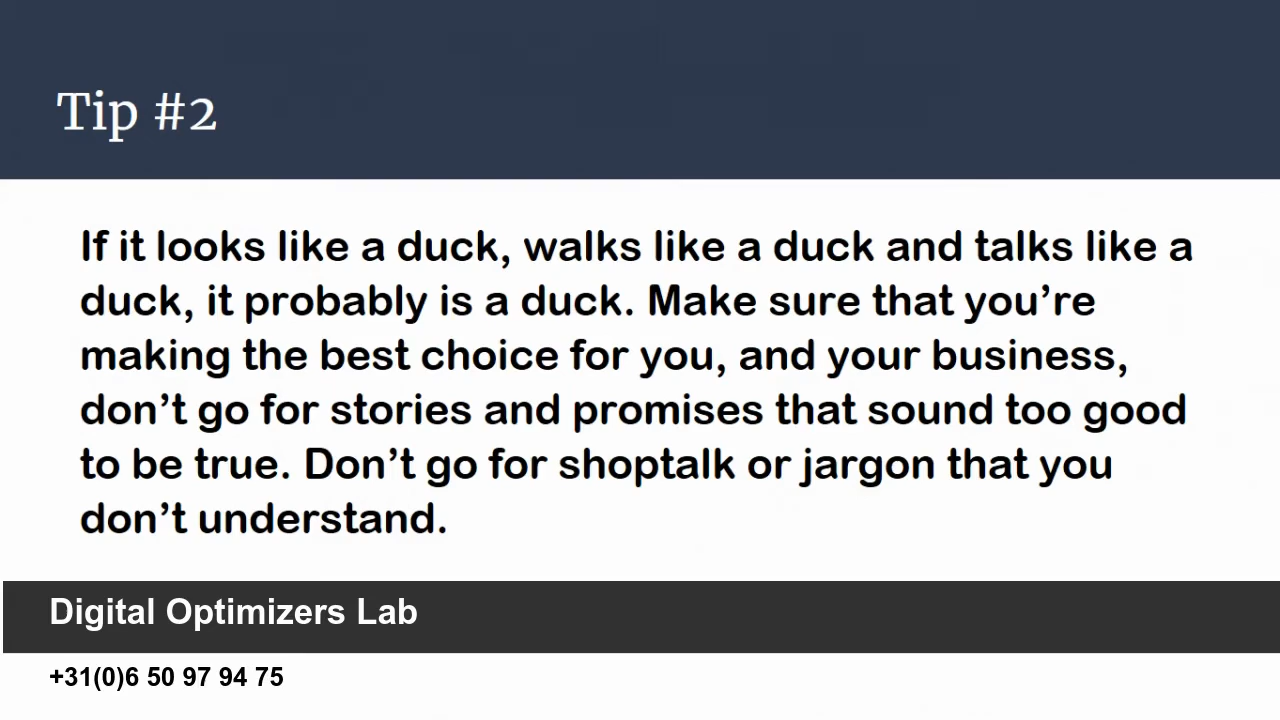 Tip #2
If it looks like a duck, walks like a duck and talks like a
duck, it probably is a duck. Make sure that you’re
making the best choice for you, and your business,
don’t go for stories and promises that sound too good
to be true. Don’t go for shoptalk or jargon that you
don’t understand.
Digital Optimizers Lab
+31(0)6 50 97 94 75